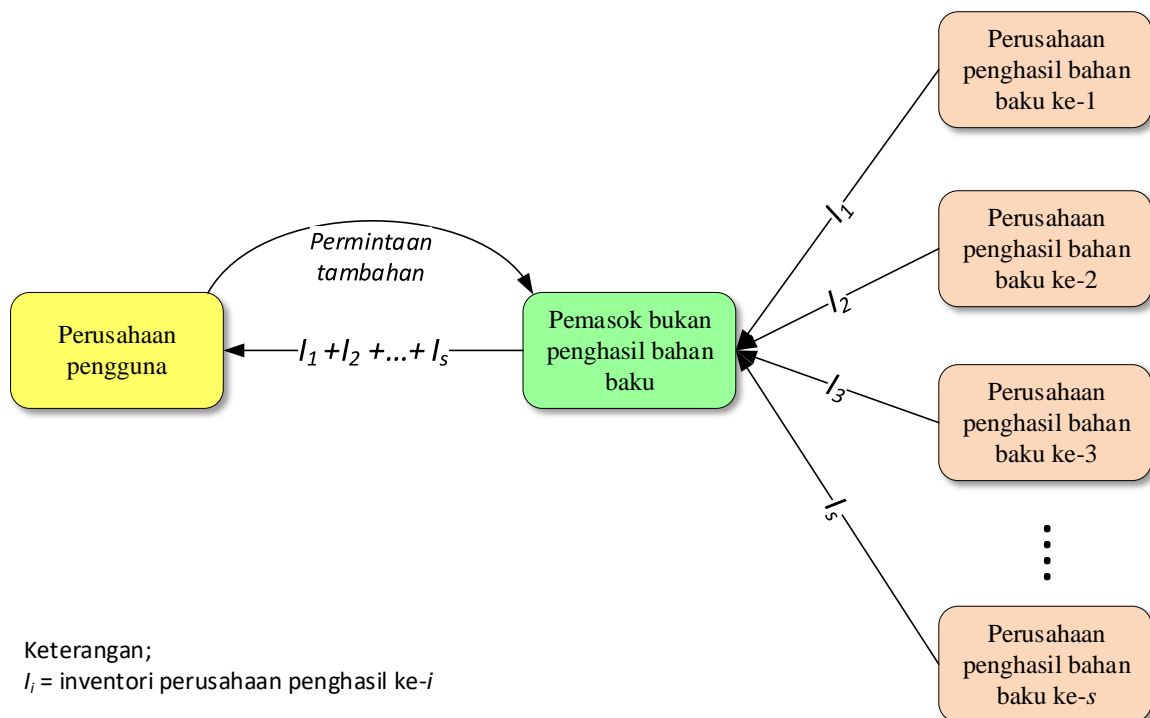 Perusahaan
penghasil bahan
baku ke-1
I1
Perusahaan
penghasil bahan
baku ke-2
I2
Permintaan
tambahan
Perusahaan
pengguna
I1 +I2 +...+ Is
Pemasok bukan
penghasil bahan
baku
I3
Perusahaan
penghasil bahan
baku ke-3
Is
Perusahaan
penghasil bahan
baku ke-s
Keterangan;
Ii = inventori perusahaan penghasil ke-i